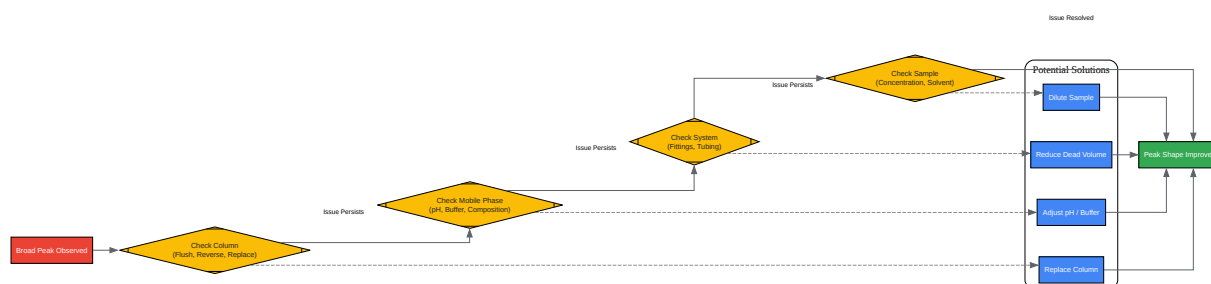 Issue Resolved
Check Sample
(Concentration, Solvent)
Issue Persists
Potential Solutions
Dilute Sample
Check System
(Fittings, Tubing)
Issue Persists
Reduce Dead Volume
Peak Shape Improve
Check Mobile Phase
(pH, Buffer, Composition)
Issue Persists
Adjust pH / Buffer
Broad Peak Observed
Check Column
(Flush, Reverse, Replace)
Replace Column